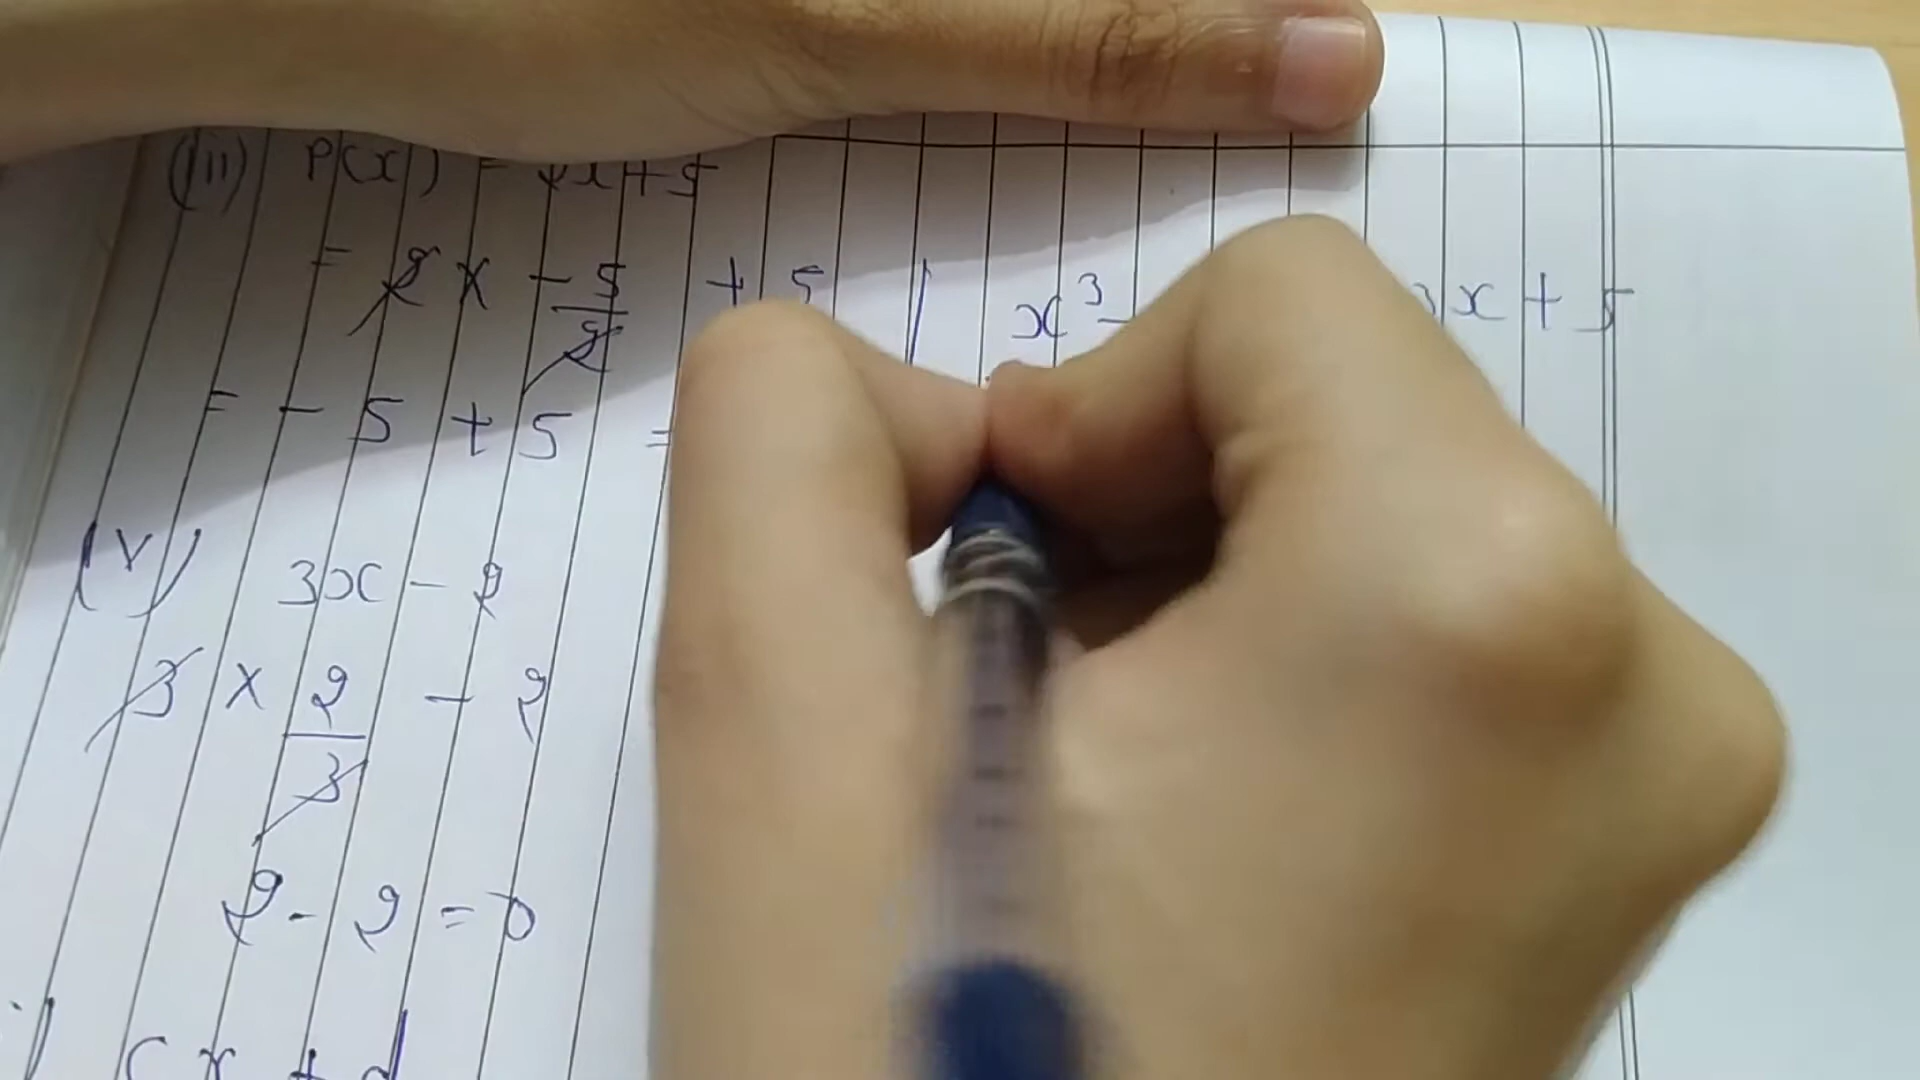 (iii) P(x) = 2x+5
= 2 x -5/2 + 5
= - 5 + 5 =
x³ - 3x + 5
(v) 3x - 2
3 x 2/3 - 2
2 - 2 = 0
cx + d